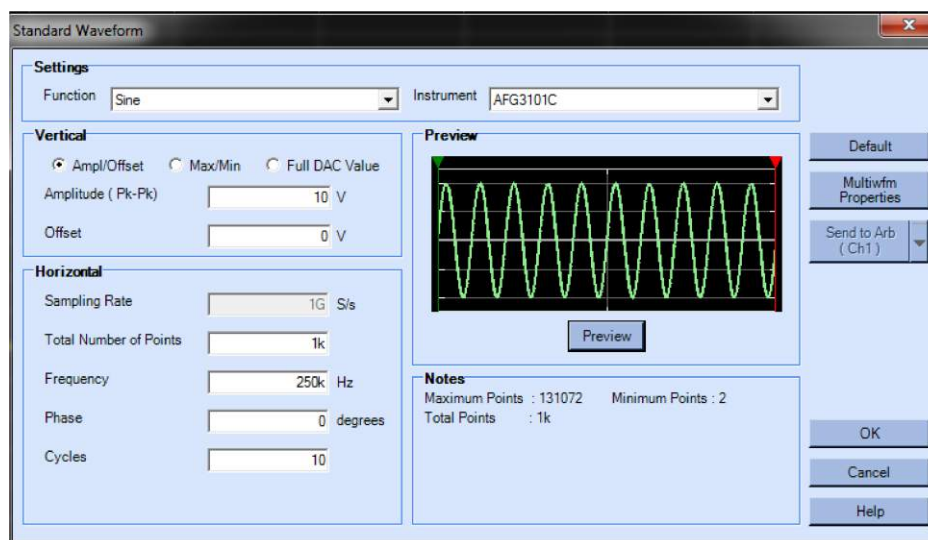 Standard Waveform
Settings
Function Sine Instrument AFG3101C
Vertical
Ampl/Offset Max/Min Full DAC Value
Amplitude ( Pk-Pk) 10 V
Offset 0 V
Horizontal
Sampling Rate 1G S/s
Total Number of Points 1k
Frequency 250k Hz
Phase 0 degrees
Cycles 10
Preview
Preview
Notes
Maximum Points : 131072 Minimum Points : 2
Total Points : 1k
Default
Multiwfm
Properties
Send to Arb
( Ch1 )
OK
Cancel
Help